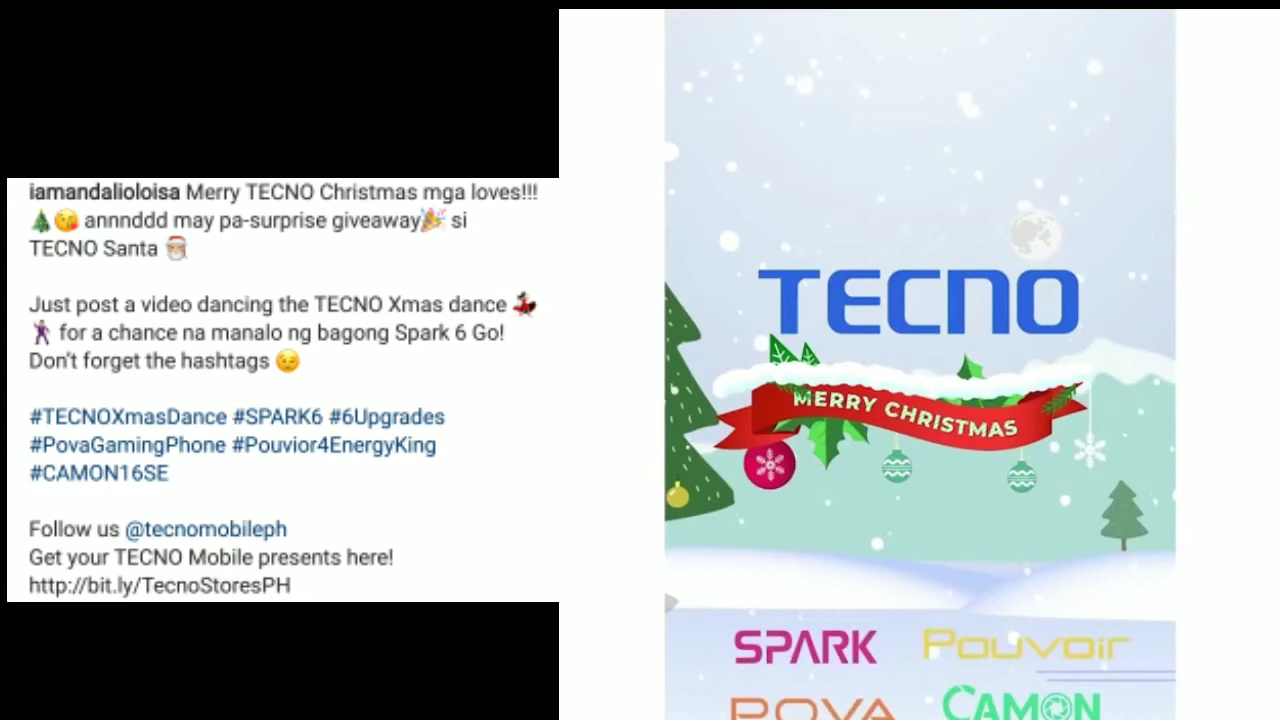 iamandalioloisa Merry TECNO Christmas mga loves!!!
🎄😘 annnddd may pa-surprise giveaway🎉 si
TECNO Santa 🎅🏼
Just post a video dancing the TECNO Xmas dance 💃
🕺 for a chance na manalo ng bagong Spark 6 Go!
Don't forget the hashtags 😉
#TECNOXmasDance #SPARK6 #6Upgrades
#PovaGamingPhone #Pouvior4EnergyKing
#CAMON16SE
Follow us @tecnomobileph
Get your TECNO Mobile presents here!
http://bit.ly/TecnoStoresPH
TECNO
MERRY CHRISTMAS
SPARK Pouvoir
POVA CAMON